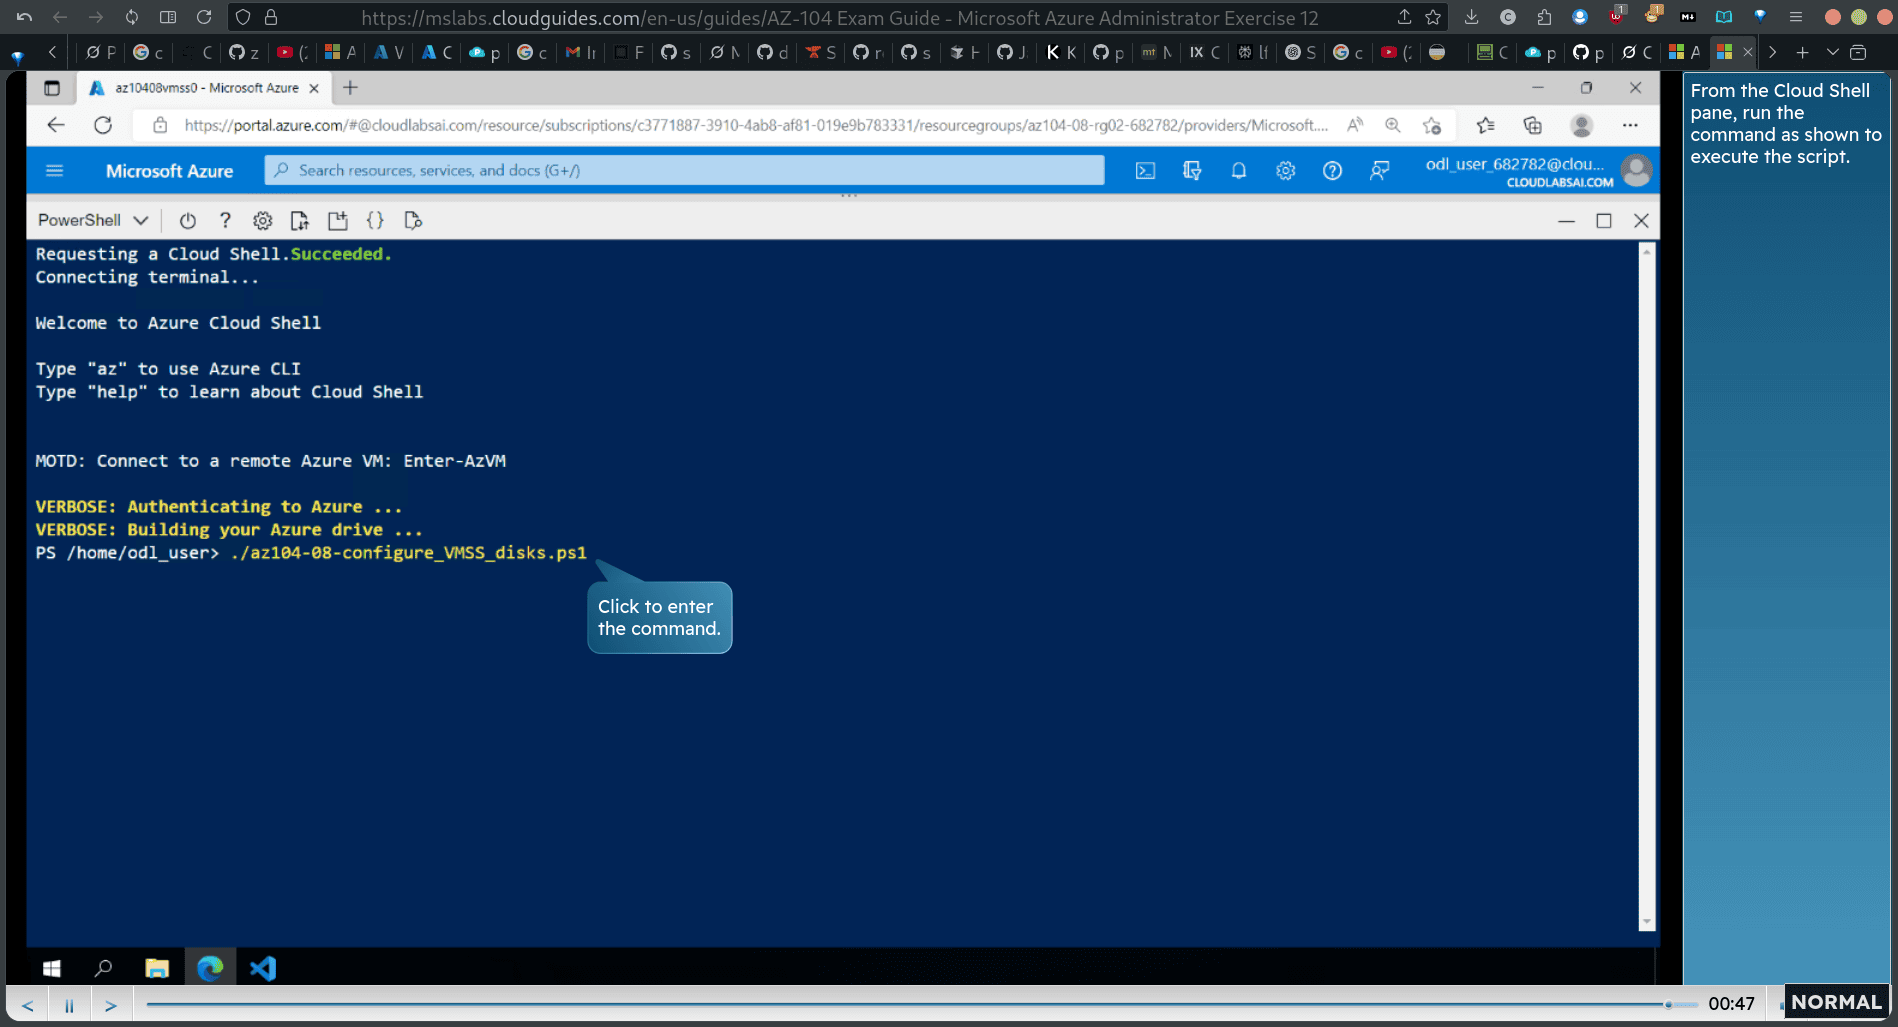 https://mslabs.cloudguides.com/en-us/guides/AZ-104 Exam Guide - Microsoft Azure Administrator Exercise 12
az10408vmss0 - Microsoft Azure
https://portal.azure.com/#@cloudlabsai.com/resource/subscriptions/c3771887-3910-4ab8-af81-019e9b783331/resourcegroups/az104-08-rg02-682782/providers/Microsoft....
Microsoft Azure
Search resources, services, and docs (G+/)
odl_user_682782@clou...
CLOUDLABSAI.COM
PowerShell
Requesting a Cloud Shell.Succeeded.
Connecting terminal...
Welcome to Azure Cloud Shell
Type "az" to use Azure CLI
Type "help" to learn about Cloud Shell
MOTD: Connect to a remote Azure VM: Enter-AzVM
VERBOSE: Authenticating to Azure ...
VERBOSE: Building your Azure drive ...
PS /home/odl_user> ./az104-08-configure_VMSS_disks.ps1
Click to enter
the command.
From the Cloud Shell
pane, run the
command as shown to
execute the script.
00:47
NORMAL